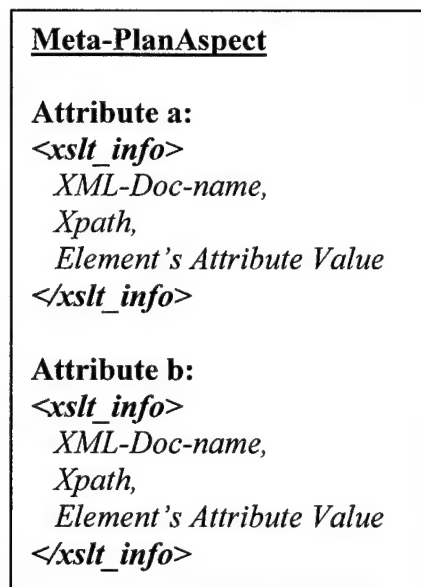 Meta-PlanAspect
Attribute a:
<xslt_info>
XML-Doc-name,
Xpath,
Element's Attribute Value
</xslt_info>
Attribute b:
<xslt_info>
XML-Doc-name,
Xpath,
Element's Attribute Value
</xslt_info>